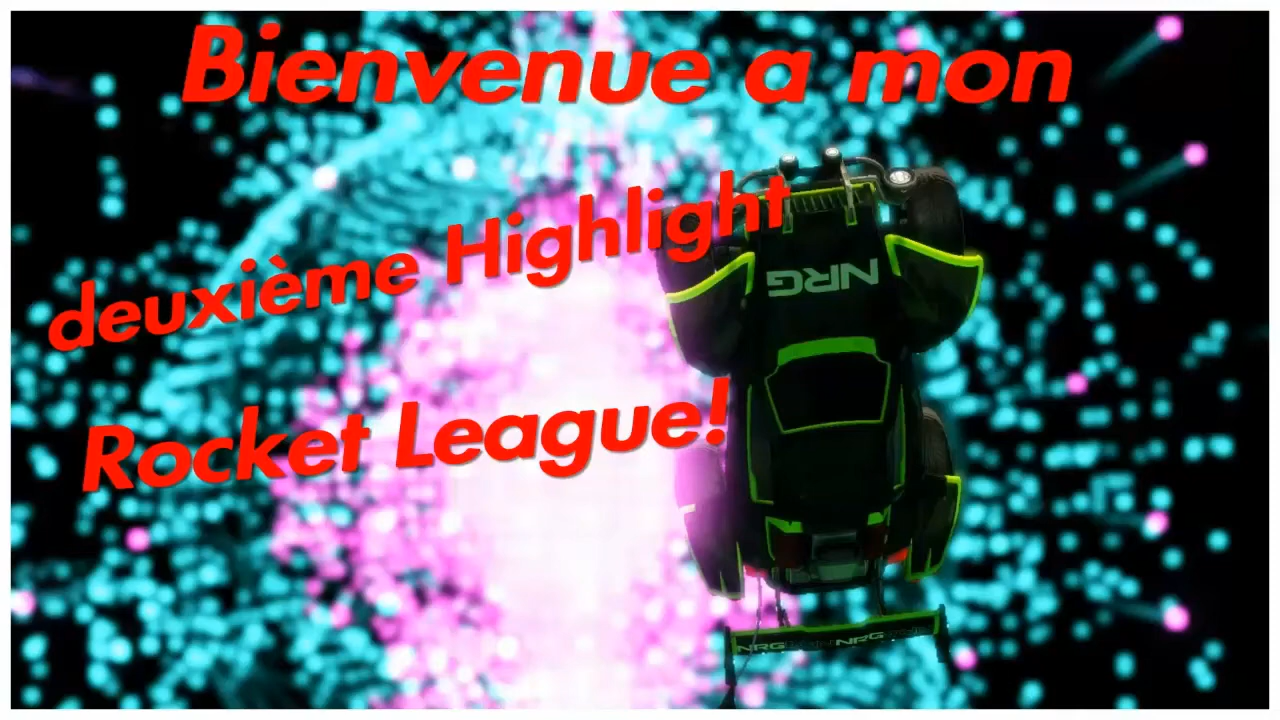 Bienvenue a mon
deuxième Highlight
Rocket League!
NRG
NRG NRG